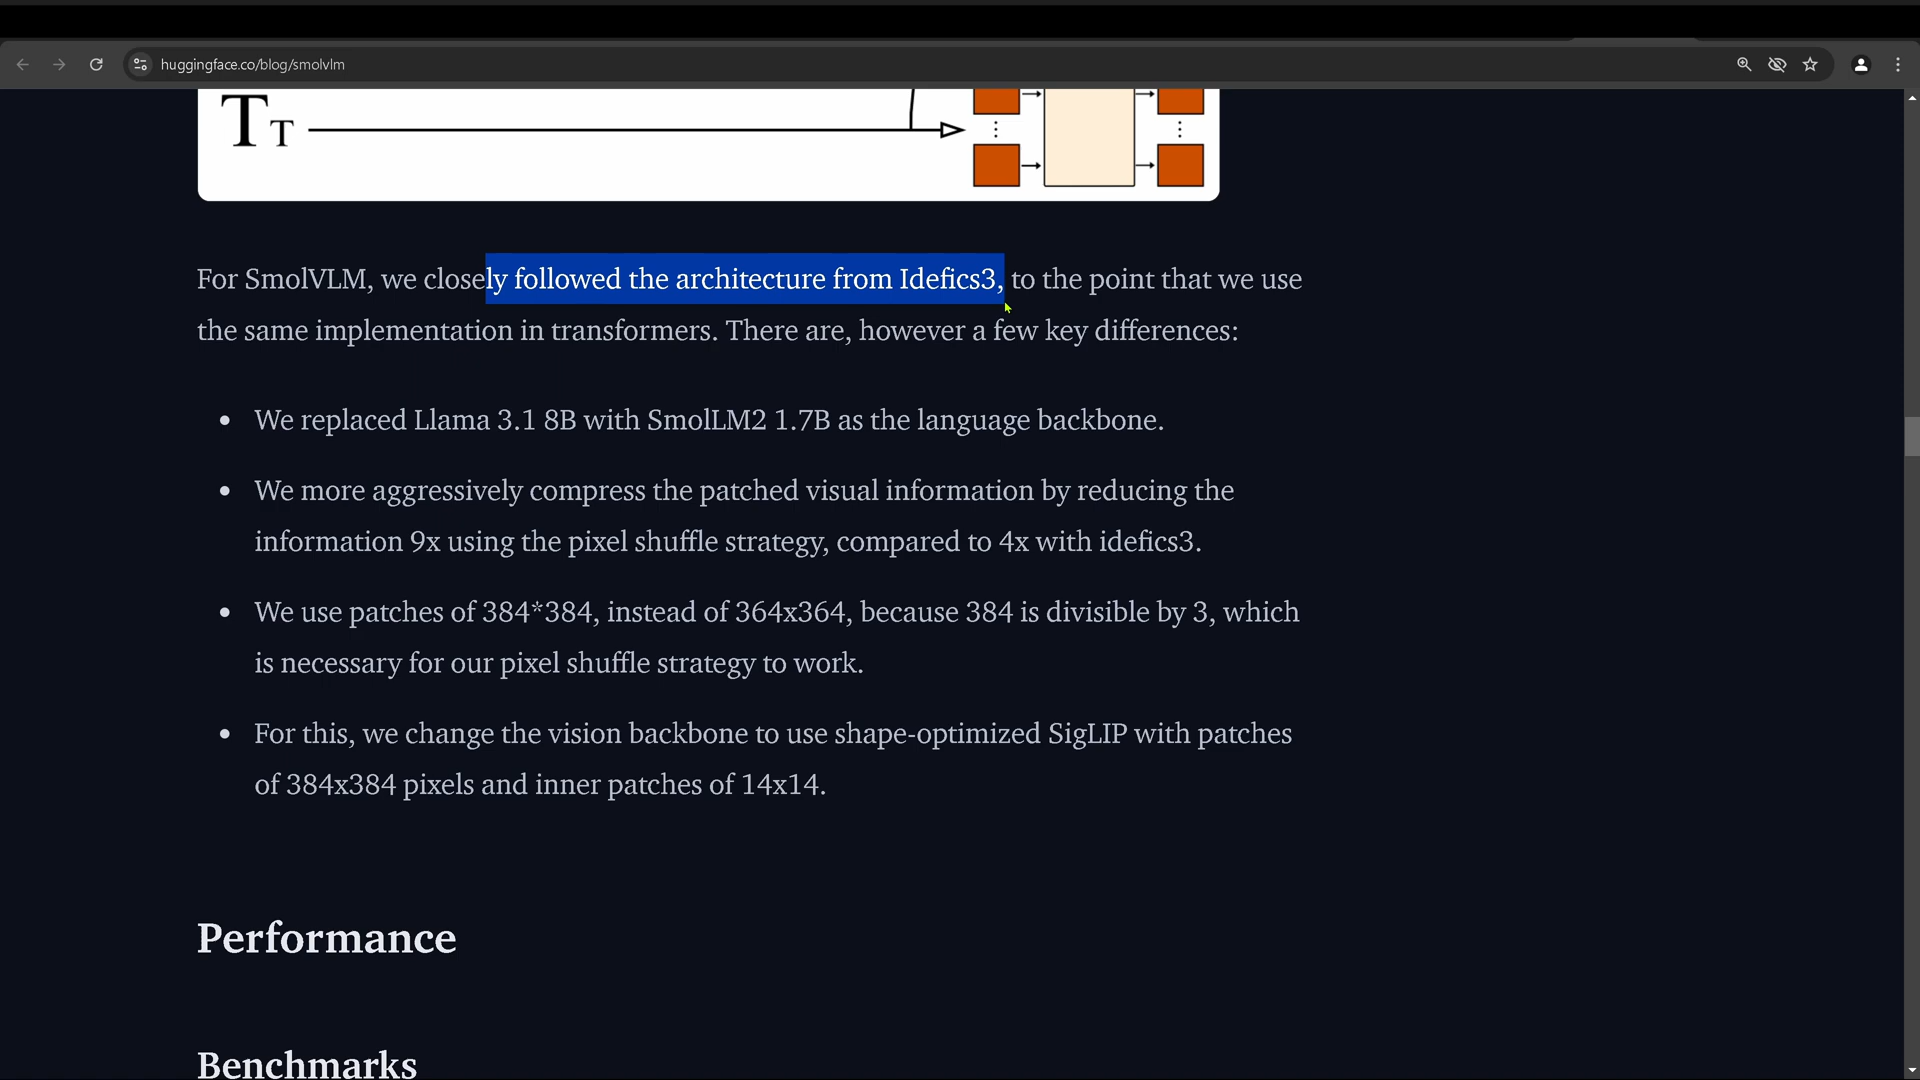 huggingface.co/blog/smolvlm
TT
For SmolVLM, we closely followed the architecture from Idefics3, to the point that we use
the same implementation in transformers. There are, however a few key differences:
• We replaced Llama 3.1 8B with SmolLM2 1.7B as the language backbone.
• We more aggressively compress the patched visual information by reducing the
information 9x using the pixel shuffle strategy, compared to 4x with idefics3.
• We use patches of 384*384, instead of 364x364, because 384 is divisible by 3, which
is necessary for our pixel shuffle strategy to work.
• For this, we change the vision backbone to use shape-optimized SigLIP with patches
of 384x384 pixels and inner patches of 14x14.
Performance
Benchmarks